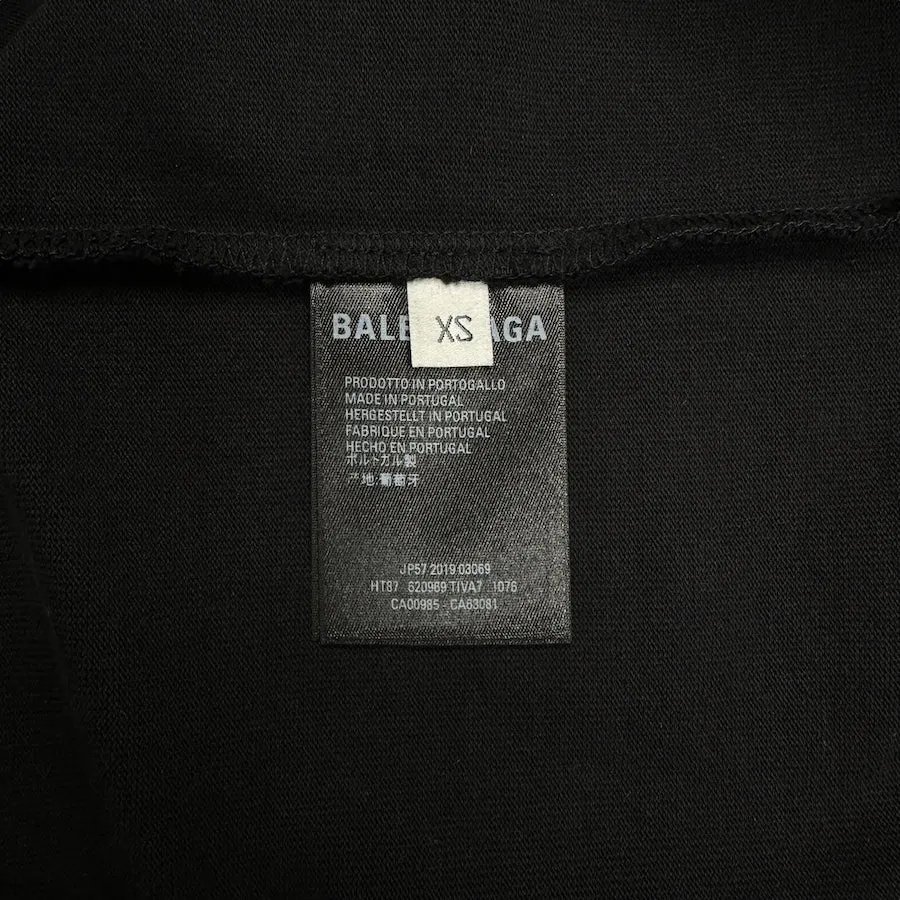 BALE XS AGA
PRODOTTO IN PORTOGALLO
MADE IN PORTUGAL
HERGESTELLT IN PORTUGAL
FABRIQUE EN PORTUGAL
HECHO EN PORTUGAL
ポルトガル製
产地:葡萄牙
JP57 2019 03069
HT87 620969 TIVA7 1076
CA00985 - CA63081